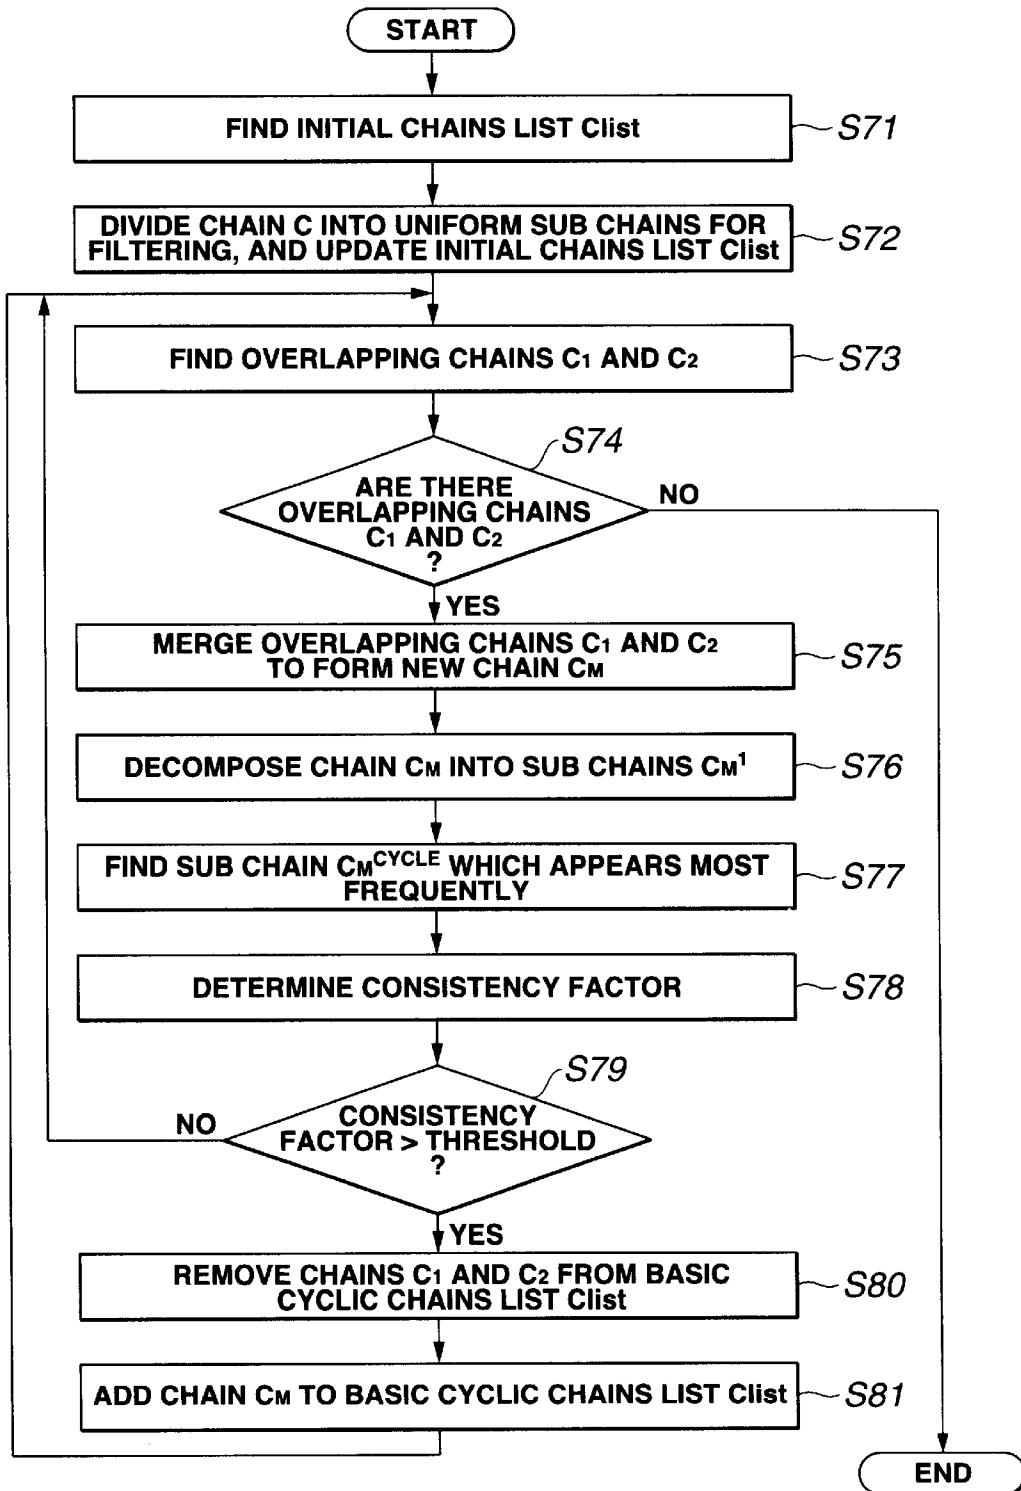 START
FIND INITIAL CHAINS LIST Clist
S71
DIVIDE CHAIN C INTO UNIFORM SUB CHAINS FOR
FILTERING, AND UPDATE INITIAL CHAINS LIST Clist
S72
FIND OVERLAPPING CHAINS C1 AND C2
S73
S74
ARE THERE
OVERLAPPING CHAINS
C1 AND C2
?
NO
YES
MERGE OVERLAPPING CHAINS C1 AND C2
TO FORM NEW CHAIN CM
S75
DECOMPOSE CHAIN CM INTO SUB CHAINS CM1
S76
FIND SUB CHAIN CMCYCLE WHICH APPEARS MOST
FREQUENTLY
S77
DETERMINE CONSISTENCY FACTOR
S78
S79
CONSISTENCY
FACTOR > THRESHOLD
?
NO
YES
REMOVE CHAINS C1 AND C2 FROM BASIC
CYCLIC CHAINS LIST Clist
S80
ADD CHAIN CM TO BASIC CYCLIC CHAINS LIST Clist
S81
END